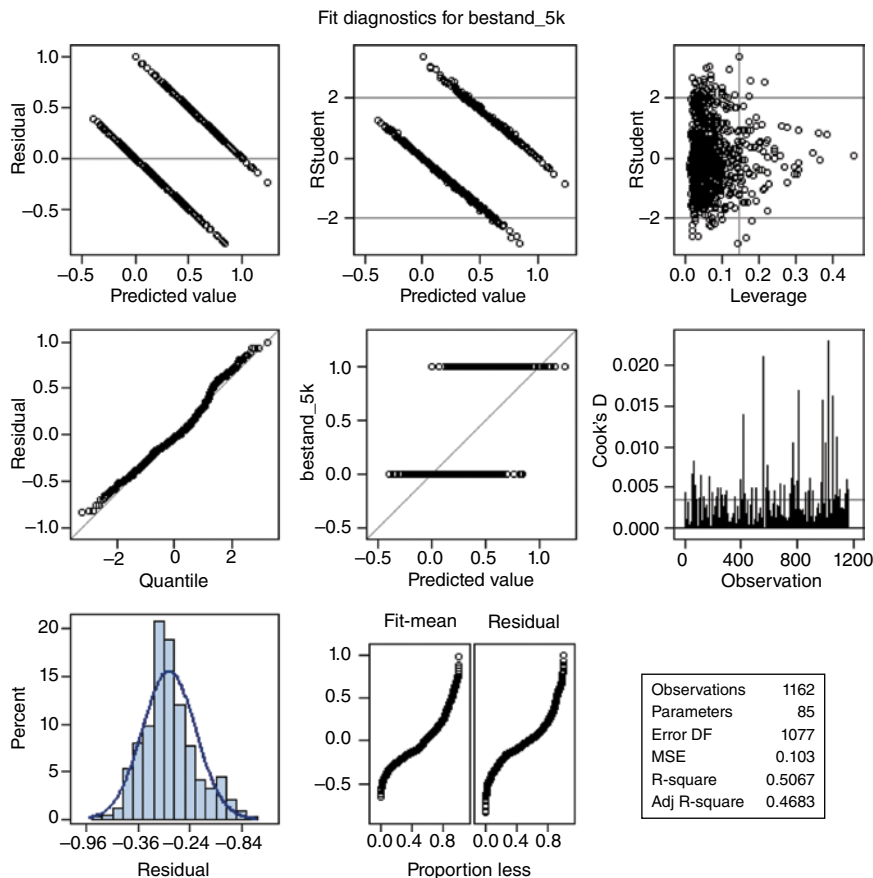 Fit diagnostics for bestand_5k
1.0
0.5
0.0
−0.5
Residual
−0.5 0.0 0.5 1.0
Predicted value
2
0
−2
RStudent
−0.5 0.0 0.5 1.0
Predicted value
2
0
−2
RStudent
0.0 0.1 0.2 0.3 0.4
Leverage
1.0
0.5
0.0
−0.5
−1.0
Residual
−2 0 2
Quantile
1.0
0.5
0.0
−0.5
bestand_5k
−0.5 0.0 0.5 1.0
Predicted value
0.020
0.015
0.010
0.005
0.000
Cook's D
0 400 800 1200
Observation
20
15
10
5
0
Percent
−0.96 −0.36 −0.24 −0.84
Residual
Fit-mean Residual
1.0
0.5
0.0
−0.5
0.0 0.4 0.8 0.0 0.4 0.8
Proportion less
Observations 1162
Parameters 85
Error DF 1077
MSE 0.103
R-square 0.5067
Adj R-square 0.4683